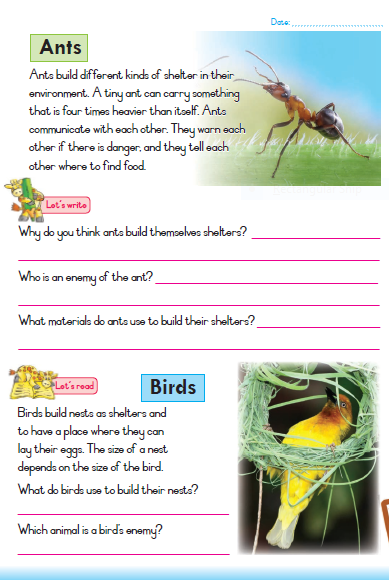 Date:
Ants
Ants build different kinds of shelter in their
environment. A tiny ant can carry something
that is four times heavier than itself. Ants
communicate with each other. They warn each
other if there is danger, and they tell each
other where to find food.
Let's write
Why do you think ants build themselves shelters?
Who is an enemy of the ant?
What materials do ants use to build their shelters?
Let's read
Birds
Birds build nests as shelters and
to have a place where they can
lay their eggs. The size of a nest
depends on the size of the bird.
What do birds use to build their nests?
Which animal is a bird's enemy?